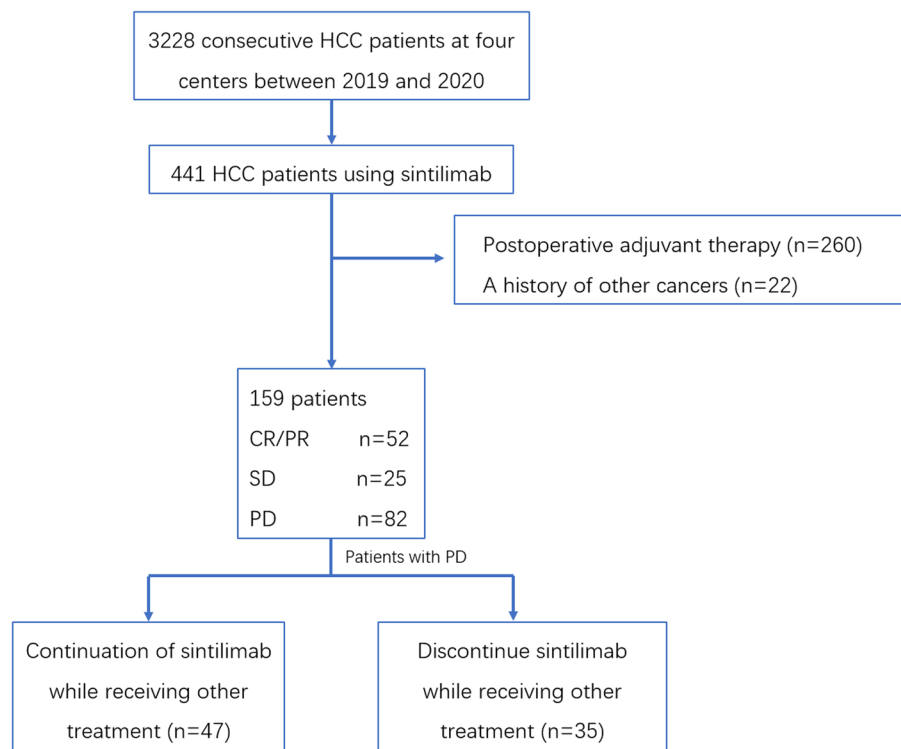 3228 consecutive HCC patients at four
centers between 2019 and 2020
441 HCC patients using sintilimab
Postoperative adjuvant therapy (n=260)
A history of other cancers (n=22)
159 patients
CR/PR n=52
SD n=25
PD n=82
Patients with PD
Continuation of sintilimab
while receiving other
treatment (n=47)
Discontinue sintilimab
while receiving other
treatment (n=35)